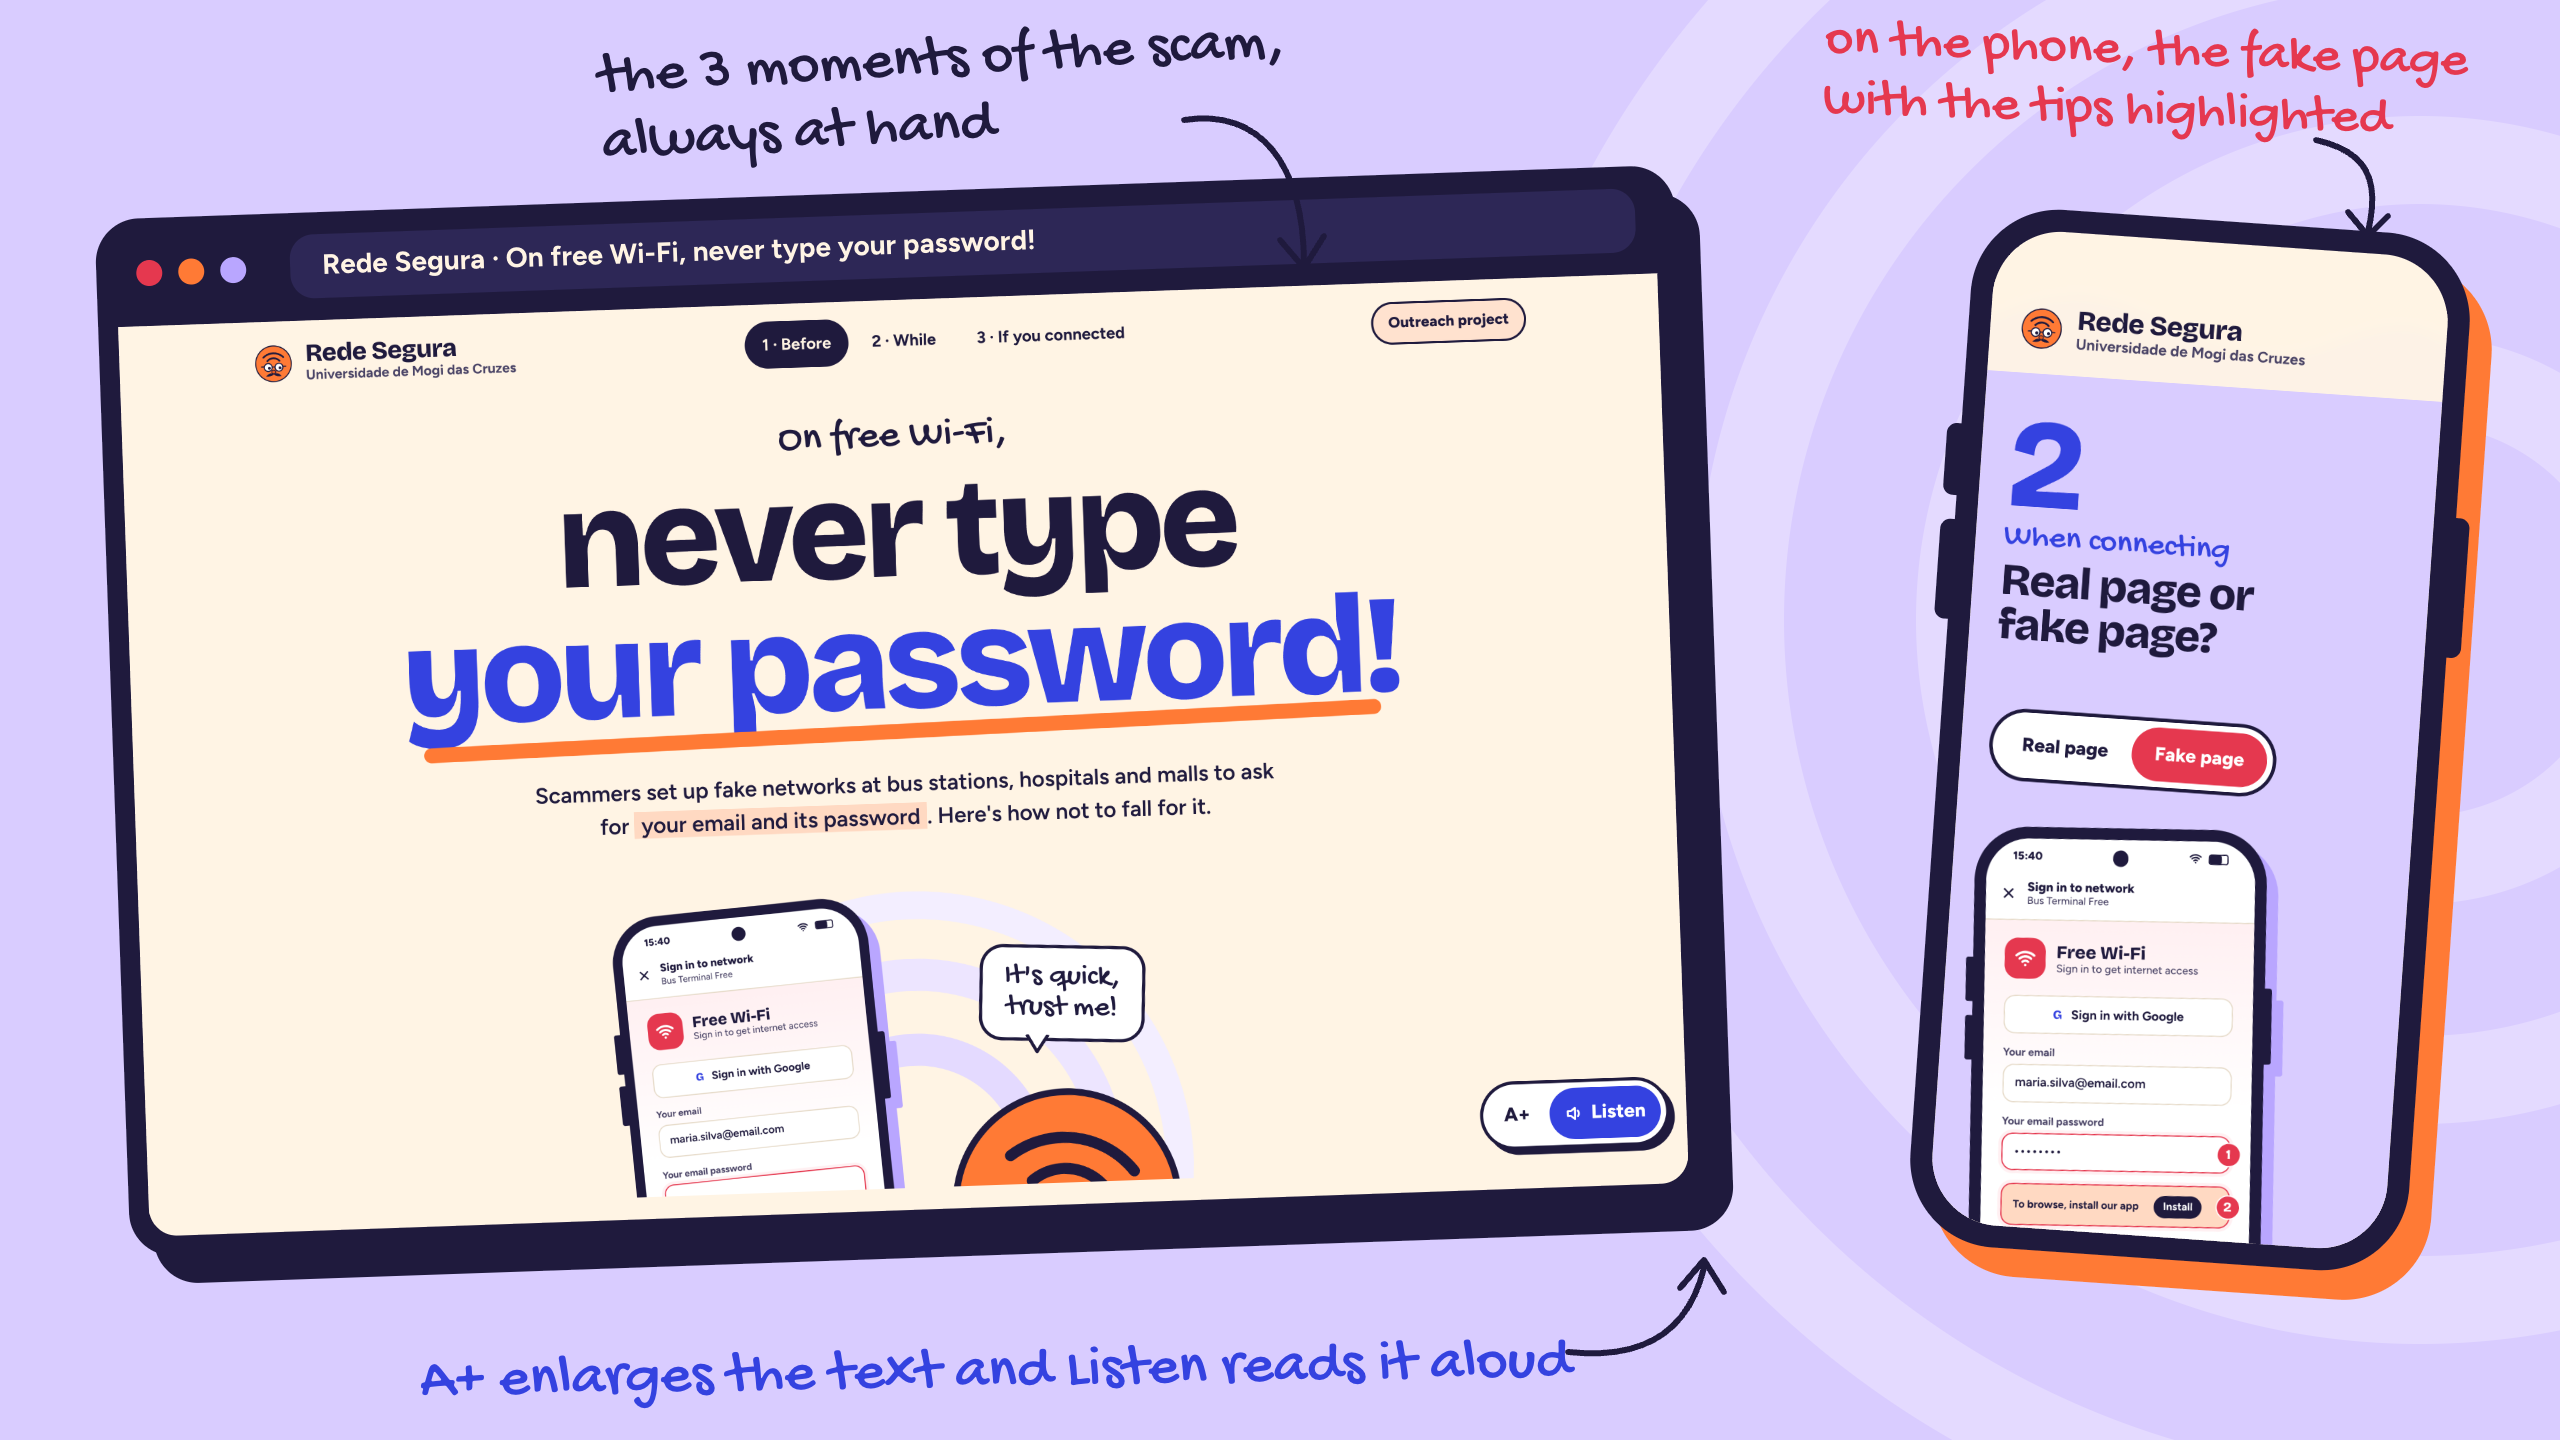 the 3 moments of the scam,
always at hand
on the phone, the fake page
with the tips highlighted
Rede Segura · On free Wi-Fi, never type your password!
Rede Segura
Universidade de Mogi das Cruzes
1 · Before
2 · While
3 · If you connected
Outreach project
On free Wi-Fi,
never type
your password!
Scammers set up fake networks at bus stations, hospitals and malls to ask
for your email and its password. Here's how not to fall for it.
15:40
Sign in to network
Bus Terminal Free
Free Wi-Fi
Sign in to get internet access
G Sign in with Google
Your email
maria.silva@email.com
Your email password
It's quick,
trust me!
A+
Listen
Rede Segura
Universidade de Mogi das Cruzes
2
When connecting
Real page or
fake page?
Real page
Fake page
15:40
Sign in to network
Bus Terminal Free
Free Wi-Fi
Sign in to get internet access
G Sign in with Google
Your email
maria.silva@email.com
Your email password
••••••••
1
To browse, install our app
Install
2
A+ enlarges the text and Listen reads it aloud